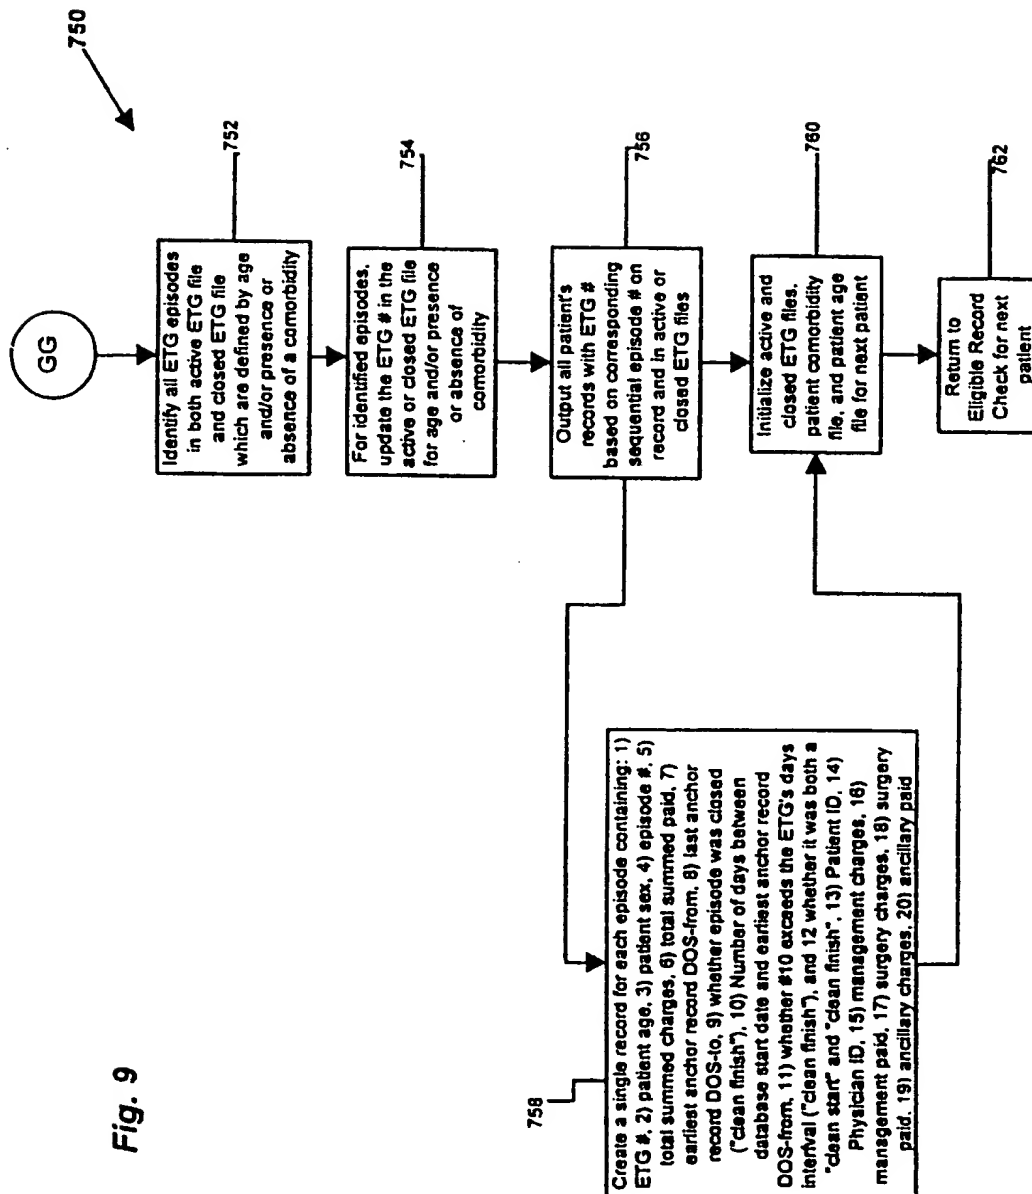 Fig. 9
750
GG
752
Identify all ETG episodes
in both active ETG file
and closed ETG file
which are defined by age
and/or presence or
absence of a comorbidity
754
For identified episodes,
update the ETG # in the
active or closed ETG file
for age and/or presence
or absence of
comorbidity
756
Output all patient's
records with ETG #
based on corresponding
sequential episode # on
record and in active or
closed ETG files
758
Create a single record for each episode containing: 1)
ETG #, 2) patient age, 3) patient sex, 4) episode #, 5)
total summed charges, 6) total summed paid, 7)
earliest anchor record DOS-from, 8) last anchor
record DOS-to, 9) whether episode was closed
("clean finish"), 10) Number of days between
database start date and earliest anchor record
DOS-from, 11) whether #10 exceeds the ETG's days
interval ("clean finish"), and 12 whether it was both a
"clean start" and "clean finish", 13) Patient ID, 14)
Physician ID, 15) management charges, 16)
management paid, 17) surgery charges, 18) surgery
paid, 19) ancillary charges, 20) ancillary paid
760
Initialize active and
closed ETG files,
patient comorbidity
file, and patient age
file for next patient
762
Return to
Eligible Record
Check for next
patient